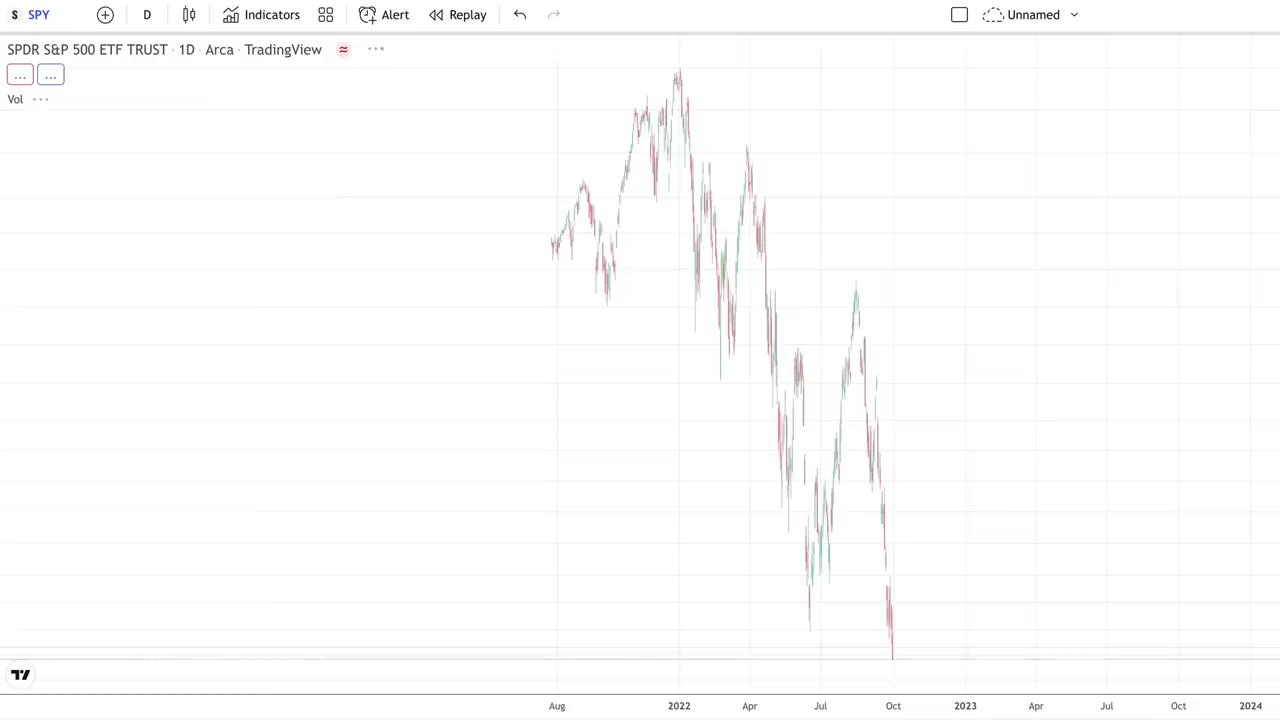 S SPY D Indicators Alert Replay Unnamed
SPDR S&P 500 ETF TRUST · 1D · Arca · TradingView ≈ ···
... ...
Vol ···
Aug 2022 Apr Jul Oct 2023 Apr Jul Oct 2024